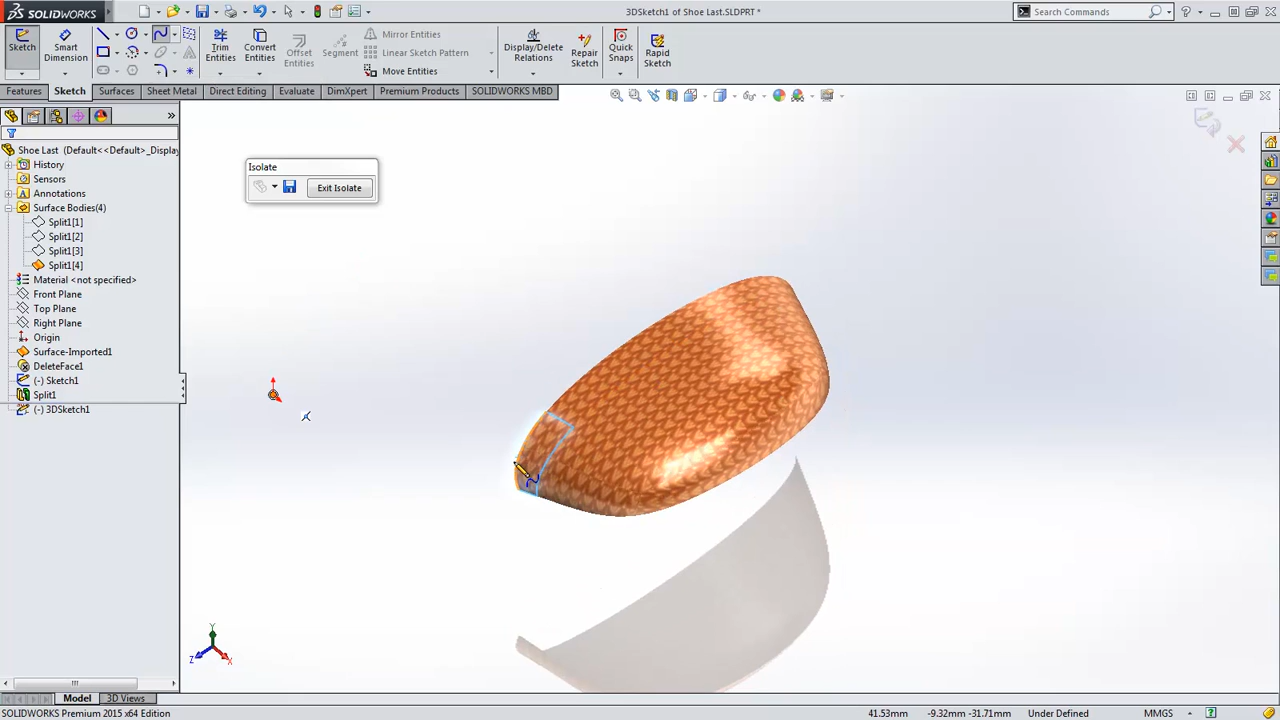 SOLIDWORKS
3DSketch1 of Shoe Last.SLDPRT *
Search Commands
Sketch
Smart Dimension
Trim Entities
Convert Entities
Offset Entities
Segment
Mirror Entities
Linear Sketch Pattern
Move Entities
Display/Delete Relations
Repair Sketch
Quick Snaps
Rapid Sketch
Features
Sketch
Surfaces
Sheet Metal
Direct Editing
Evaluate
DimXpert
Premium Products
SOLIDWORKS MBD
Shoe Last (Default<<Default>_Display
History
Sensors
Annotations
Surface Bodies(4)
Split1[1]
Split1[2]
Split1[3]
Split1[4]
Material <not specified>
Front Plane
Top Plane
Right Plane
Origin
Surface-Imported1
DeleteFace1
(-) Sketch1
Split1
(-) 3DSketch1
Isolate
Exit Isolate
Y
Z
X
Model
3D Views
SOLIDWORKS Premium 2015 x64 Edition
41.53mm
-9.32mm -31.71mm
Under Defined
MMGS